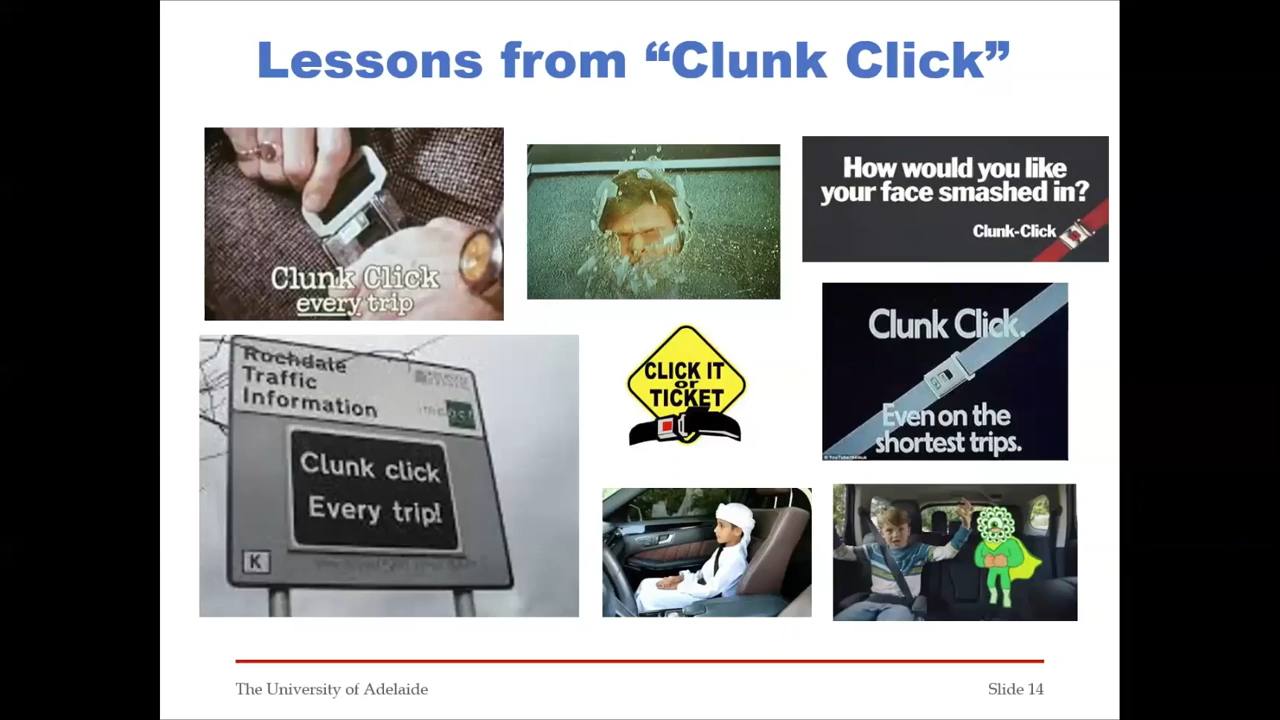 Lessons from “Clunk Click”
Clunk Click
every trip
How would you like
your face smashed in?
Clunk-Click
Rochdale
Traffic
Information
Clunk click
Every trip!
K
CLICK IT
or
TICKET
Clunk Click.
Even on the
shortest trips.
The University of Adelaide
Slide 14